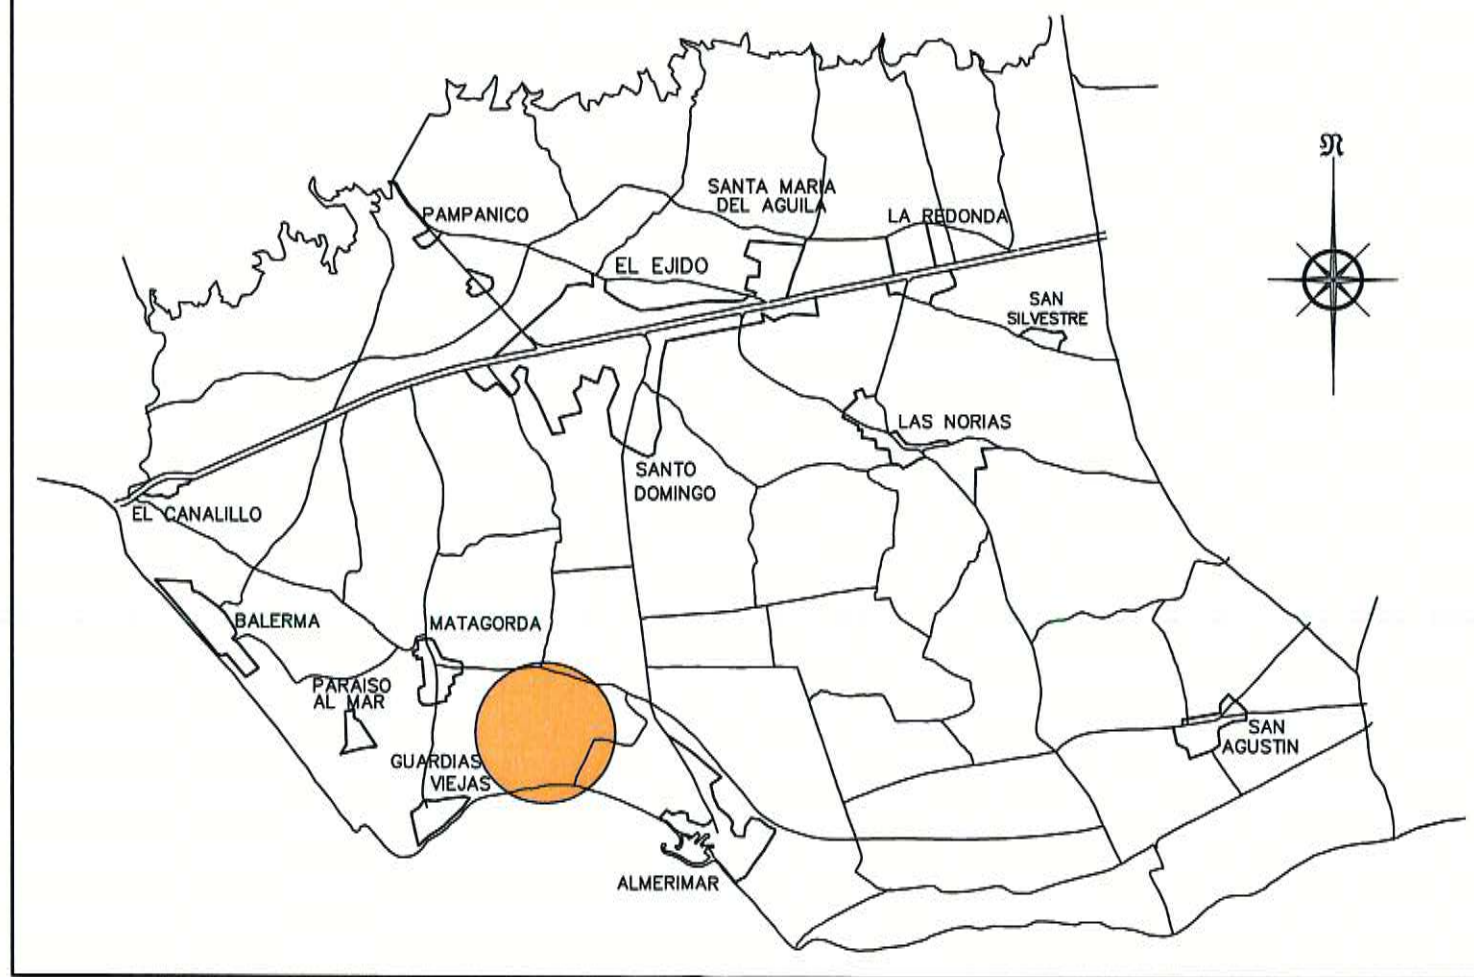 N
SANTA MARIA
DEL AGUILA
PAMPANICO
LA REDONDA
EL EJIDO
SAN
SILVESTRE
LAS NORIAS
SANTO
DOMINGO
EL CANALILLO
BALERMA
MATAGORDA
PARAISO
AL MAR
SAN
AGUSTIN
GUARDIAS
VIEJAS
ALMERIMAR